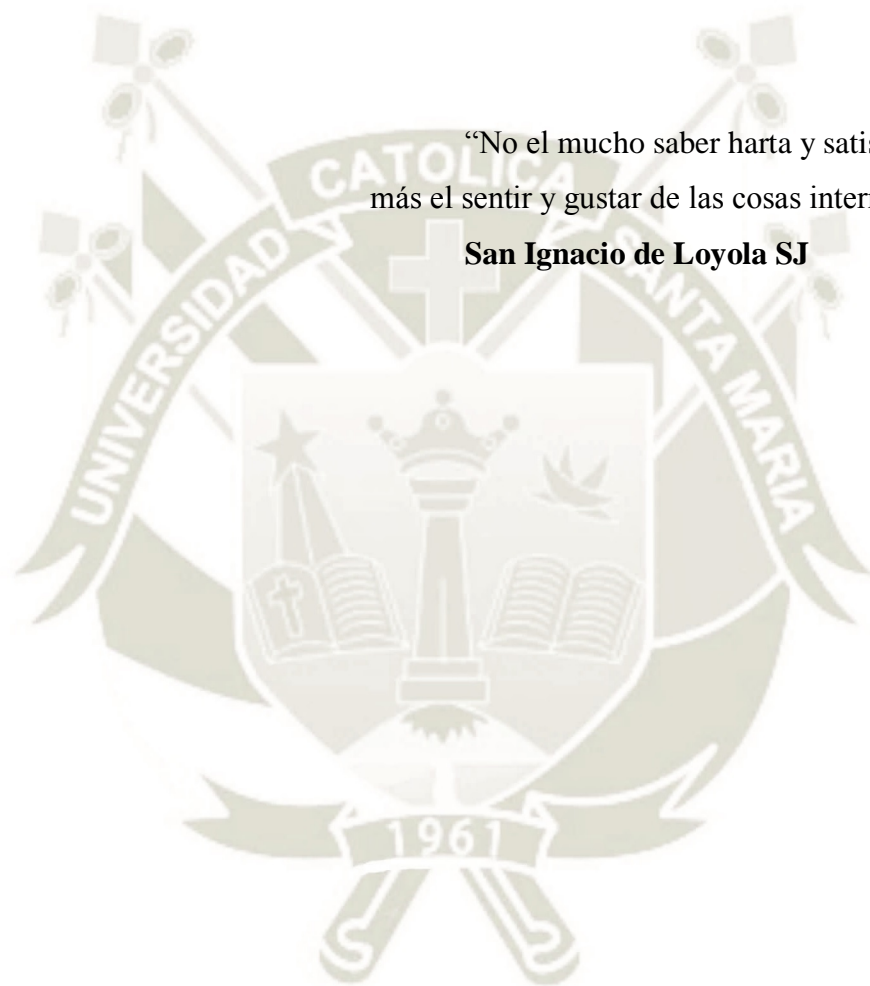 “No el mucho saber harta y satis
más el sentir y gustar de las cosas inter
San Ignacio de Loyola SJ
UNIVERSIDAD CATOLICA SANTA MARIA
1961